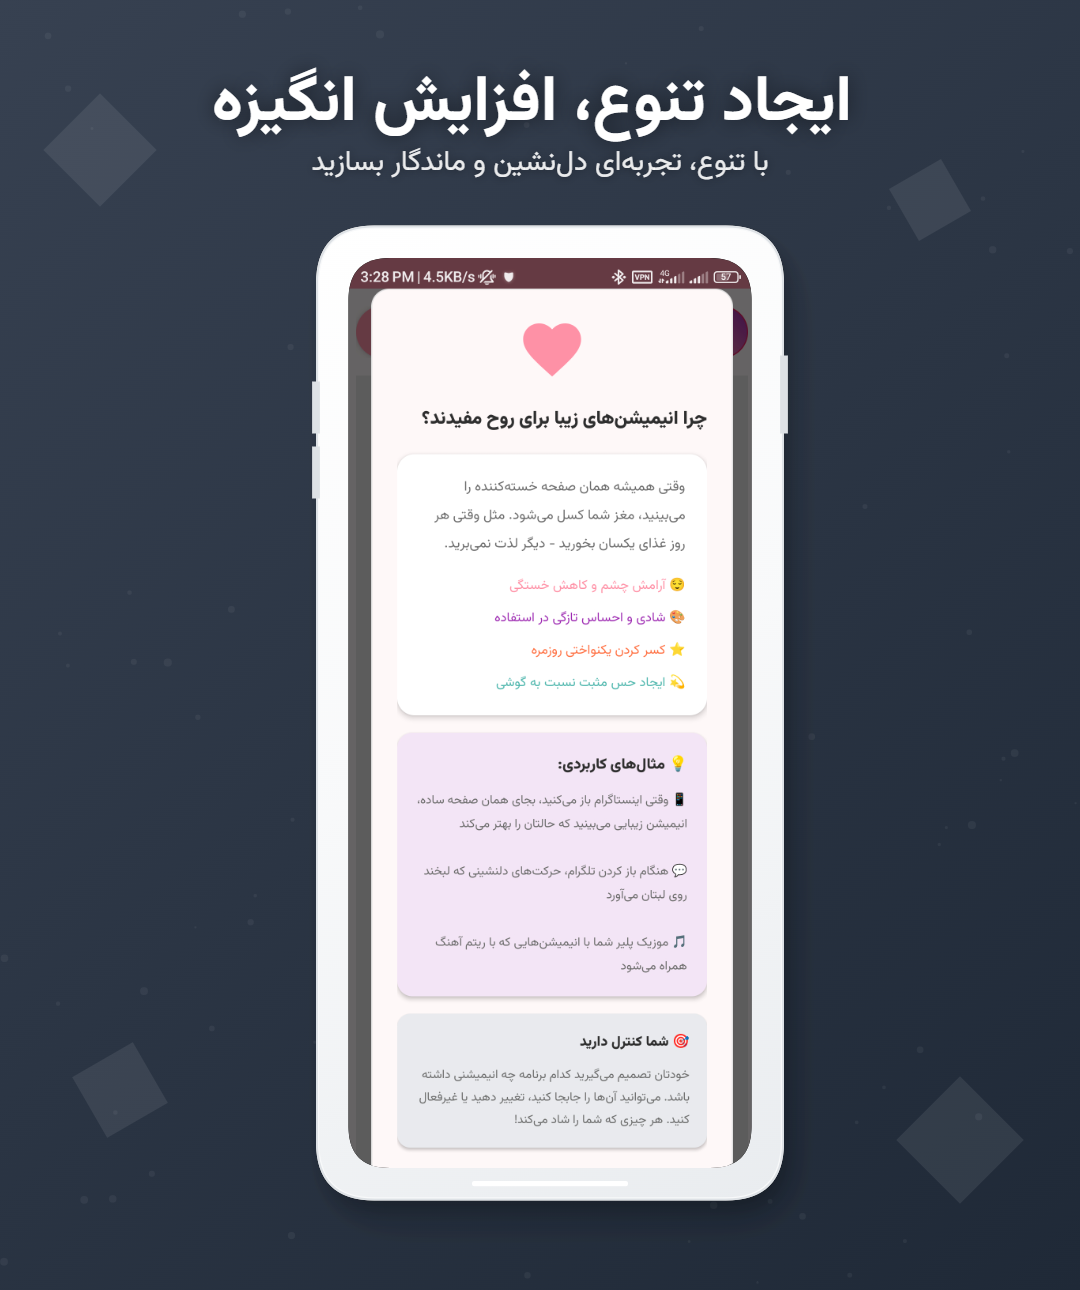 ایجاد تنوع، افزایش انگیزه
با تنوع، تجربه‌ای دل‌نشین و ماندگار بسازید
3:28 PM | 4.5KB/s
VPN 4G 57
چرا انیمیشن‌های زیبا برای روح مفیدند؟
وقتی همیشه همان صفحه خسته‌کننده را
می‌بینید، مغز شما کسل می‌شود. مثل وقتی هر
روز غذای یکسان بخورید - دیگر لذت نمی‌برید.
😌 آرامش چشم و کاهش خستگی
🎨 شادی و احساس تازگی در استفاده
⭐ کسر کردن یکنواختی روزمره
💫 ایجاد حس مثبت نسبت به گوشی
💡 مثال‌های کاربردی:
📱 وقتی اینستاگرام باز می‌کنید، بجای همان صفحه ساده،
انیمیشن زیبایی می‌بینید که حالتان را بهتر می‌کند
💬 هنگام باز کردن تلگرام، حرکت‌های دلنشینی که لبخند
روی لبتان می‌آورد
🎵 موزیک پلیر شما با انیمیشن‌هایی که با ریتم آهنگ
همراه می‌شود
🎯 شما کنترل دارید
خودتان تصمیم می‌گیرید کدام برنامه چه انیمیشنی داشته
باشد. می‌توانید آن‌ها را جابجا کنید، تغییر دهید یا غیرفعال
کنید. هر چیزی که شما را شاد می‌کند!